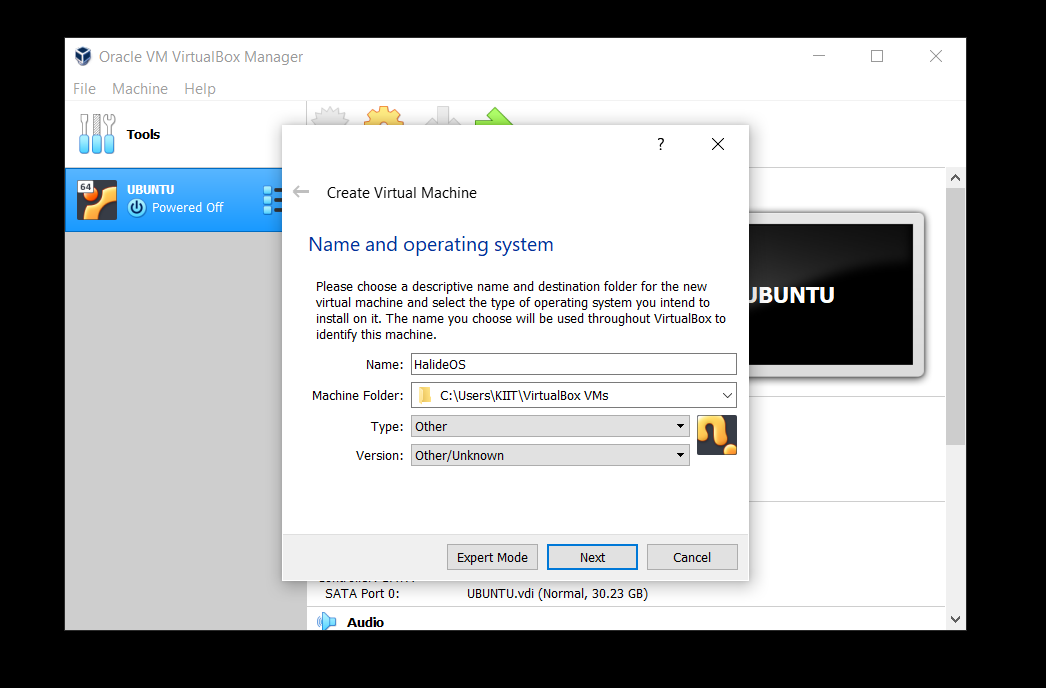 Oracle VM VirtualBox Manager
File Machine Help
Tools
64
UBUNTU
Powered Off
UBUNTU
?
Create Virtual Machine
Name and operating system
Please choose a descriptive name and destination folder for the new
virtual machine and select the type of operating system you intend to
install on it. The name you choose will be used throughout VirtualBox to
identify this machine.
Name: HalideOS
Machine Folder: C:\Users\KIIT\VirtualBox VMs
Type: Other
Version: Other/Unknown
Expert Mode Next Cancel
SATA Port 0: UBUNTU.vdi (Normal, 30.23 GB)
Audio